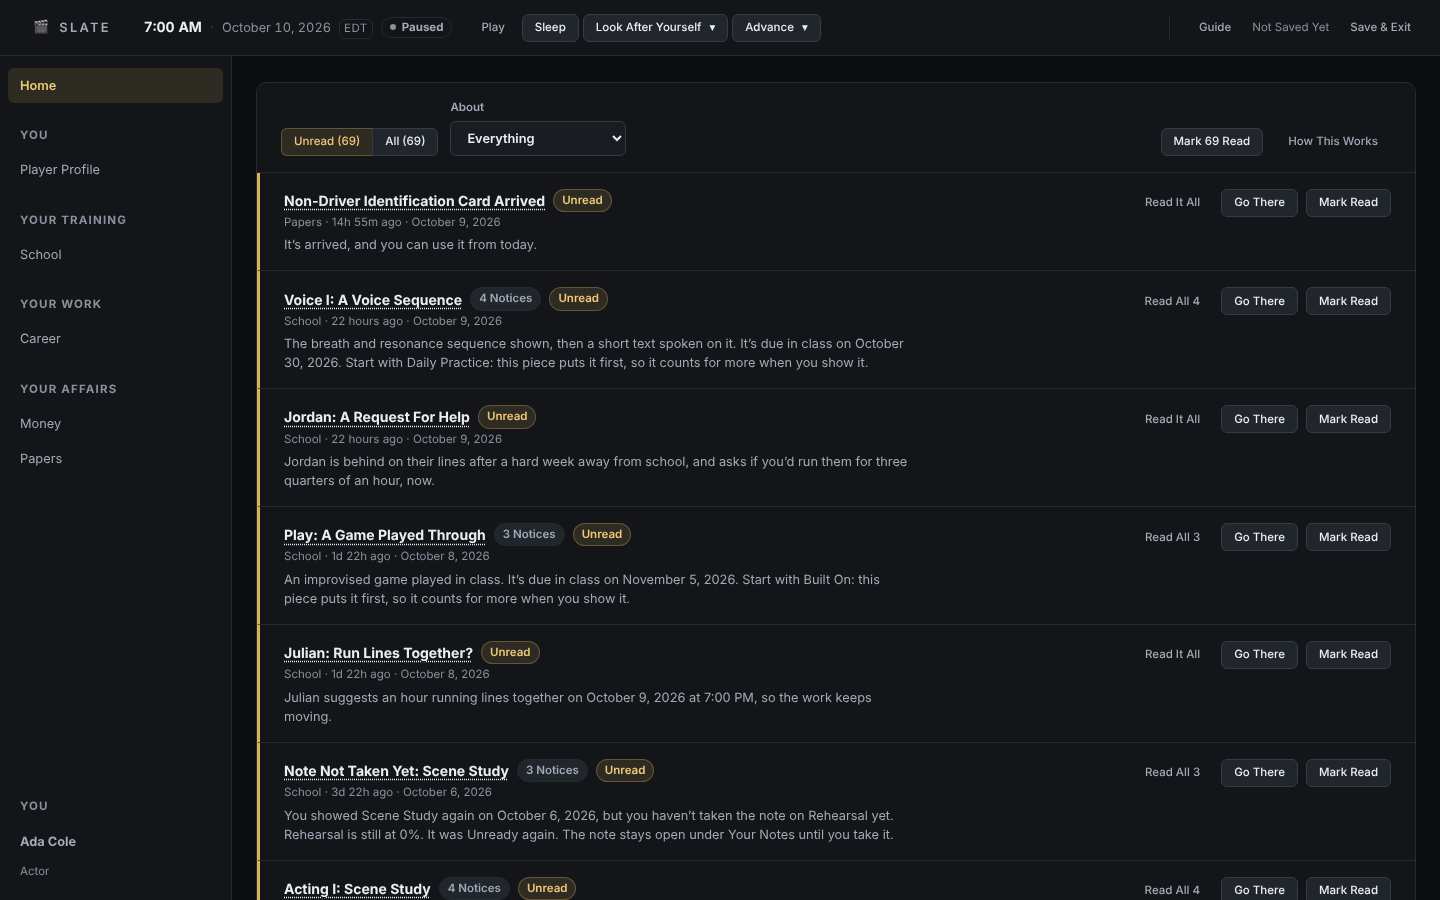 SLATE
7:00 AM · October 10, 2026 EDT Paused Play Sleep Look After Yourself Advance Guide Not Saved Yet Save & Exit
Home
YOU
Player Profile
YOUR TRAINING
School
YOUR WORK
Career
YOUR AFFAIRS
Money
Papers
YOU
Ada Cole
Actor
About
Unread (69) All (69) Everything Mark 69 Read How This Works
Non-Driver Identification Card Arrived Unread Read It All Go There Mark Read
Papers · 14h 55m ago · October 9, 2026
It's arrived, and you can use it from today.
Voice I: A Voice Sequence 4 Notices Unread Read All 4 Go There Mark Read
School · 22 hours ago · October 9, 2026
The breath and resonance sequence shown, then a short text spoken on it. It's due in class on October
30, 2026. Start with Daily Practice: this piece puts it first, so it counts for more when you show it.
Jordan: A Request For Help Unread Read It All Go There Mark Read
School · 22 hours ago · October 9, 2026
Jordan is behind on their lines after a hard week away from school, and asks if you'd run them for three
quarters of an hour, now.
Play: A Game Played Through 3 Notices Unread Read All 3 Go There Mark Read
School · 1d 22h ago · October 8, 2026
An improvised game played in class. It's due in class on November 5, 2026. Start with Built On: this
piece puts it first, so it counts for more when you show it.
Julian: Run Lines Together? Unread Read It All Go There Mark Read
School · 1d 22h ago · October 8, 2026
Julian suggests an hour running lines together on October 9, 2026 at 7:00 PM, so the work keeps
moving.
Note Not Taken Yet: Scene Study 3 Notices Unread Read All 3 Go There Mark Read
School · 3d 22h ago · October 6, 2026
You showed Scene Study again on October 6, 2026, but you haven't taken the note on Rehearsal yet.
Rehearsal is still at 0%. It was Unready again. The note stays open under Your Notes until you take it.
Acting I: Scene Study 4 Notices Unread Read All 4 Go There Mark Read